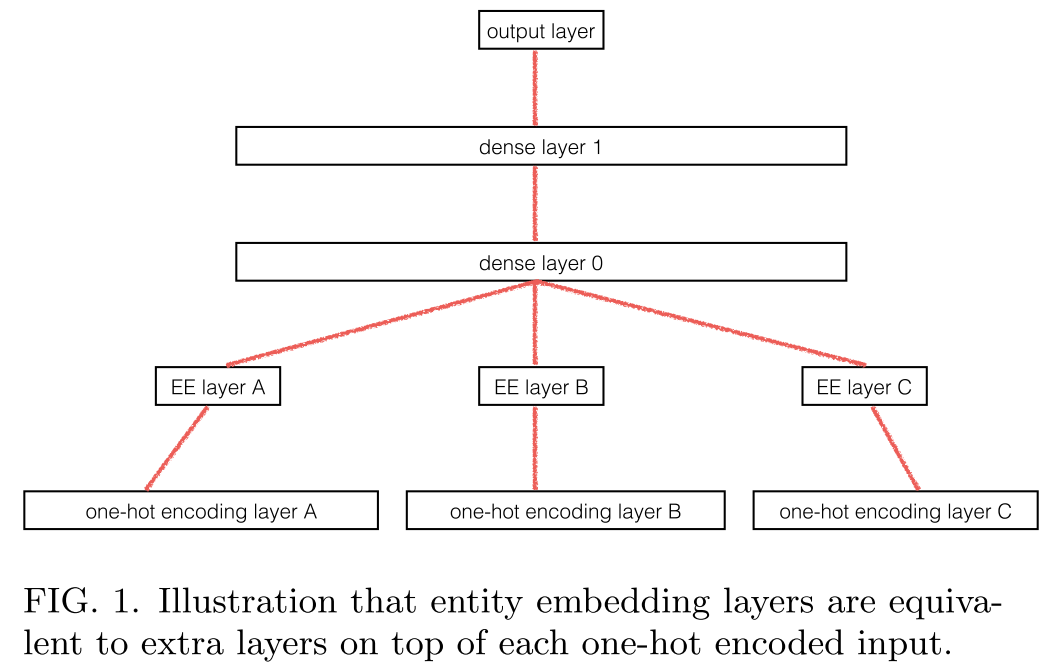 output layer
dense layer 1
dense layer 0
EE layer A
EE layer B
EE layer C
one-hot encoding layer A
one-hot encoding layer B
one-hot encoding layer C
FIG. 1. Illustration that entity embedding layers are equiva-
lent to extra layers on top of each one-hot encoded input.